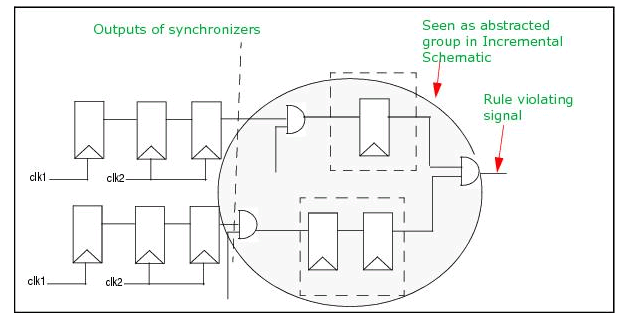 Outputs of synchronizers
Seen as abstracted
group in Incremental
Schematic
Rule violating
signal
clk1
clk2
clk1
clk2